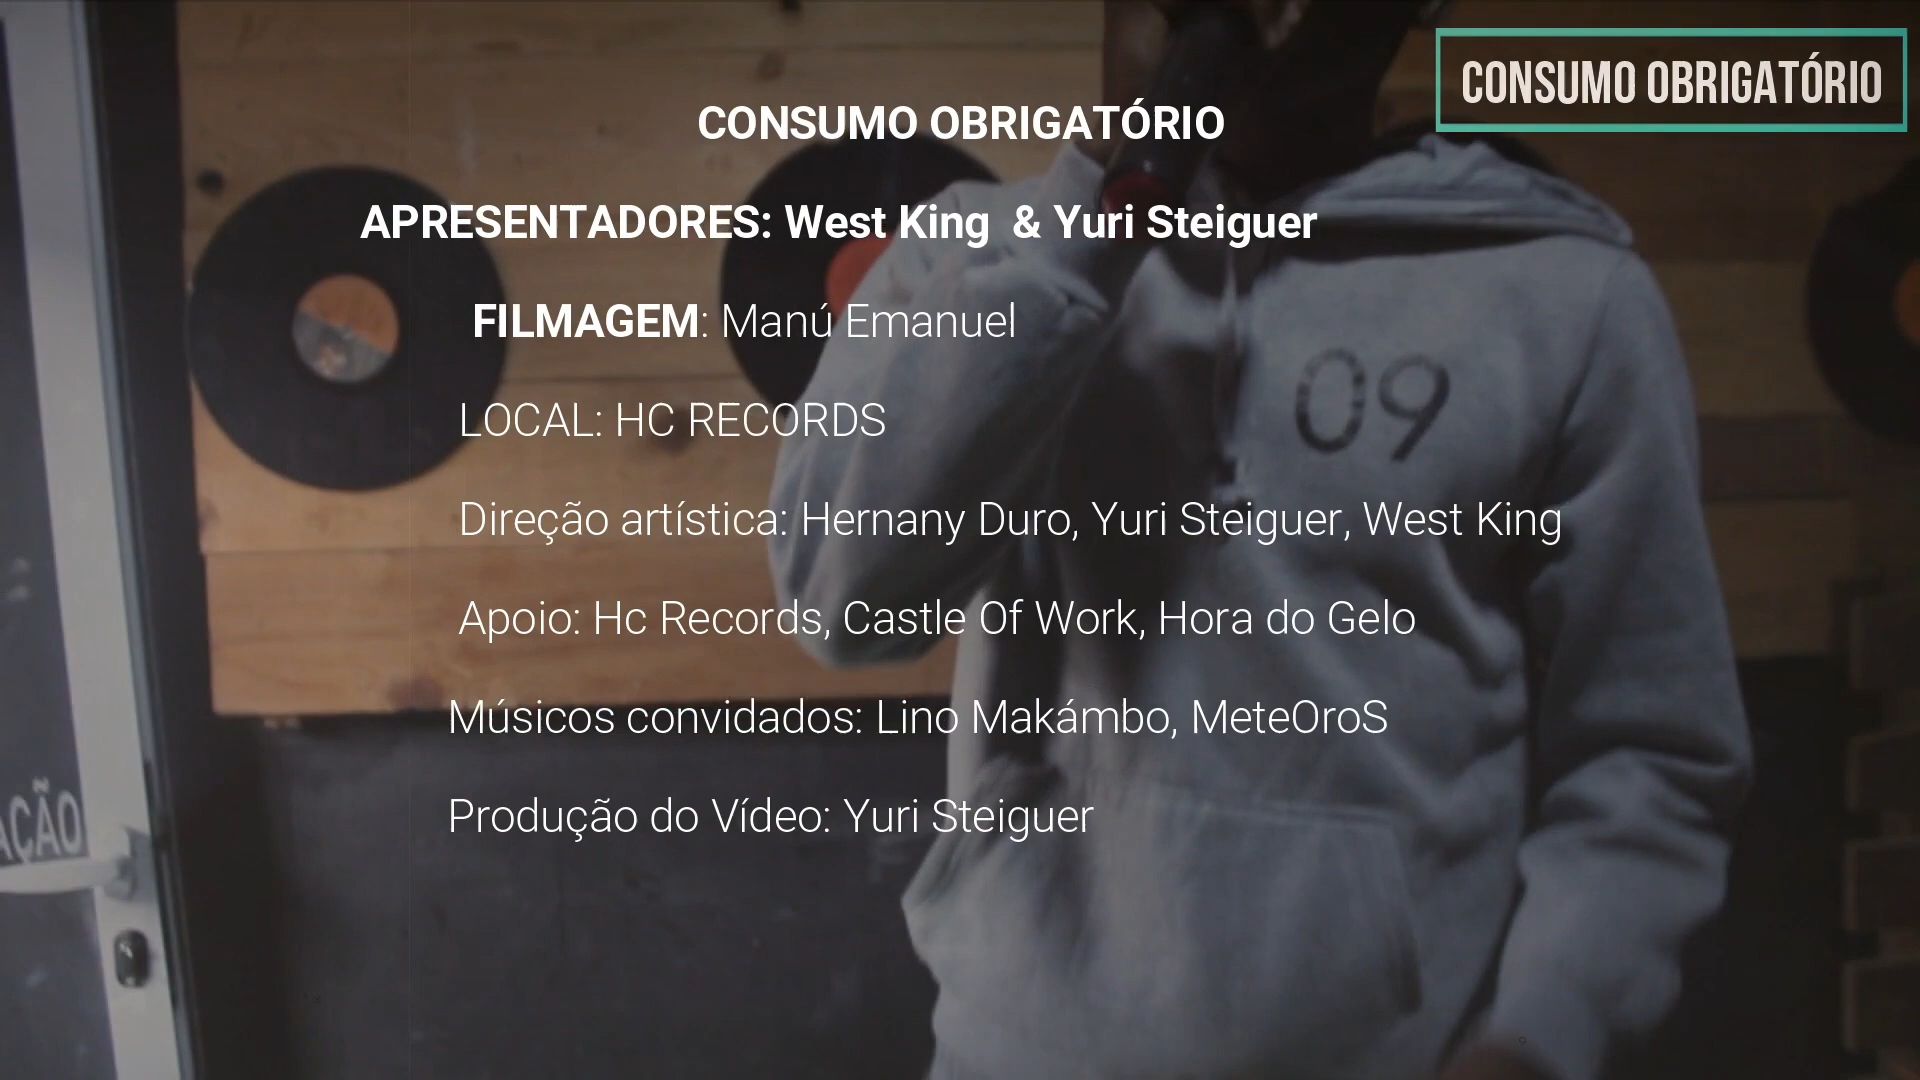 CONSUMO OBRIGATÓRIO
CONSUMO OBRIGATÓRIO
APRESENTADORES: West King  & Yuri Steiguer
FILMAGEM: Manú Emanuel
09
LOCAL: HC RECORDS
Direção artística: Hernany Duro, Yuri Steiguer, West King
Apoio: Hc Records, Castle Of Work, Hora do Gelo
Músicos convidados: Lino Makámbo, MeteOroS
Produção do Vídeo: Yuri Steiguer
AÇÃO